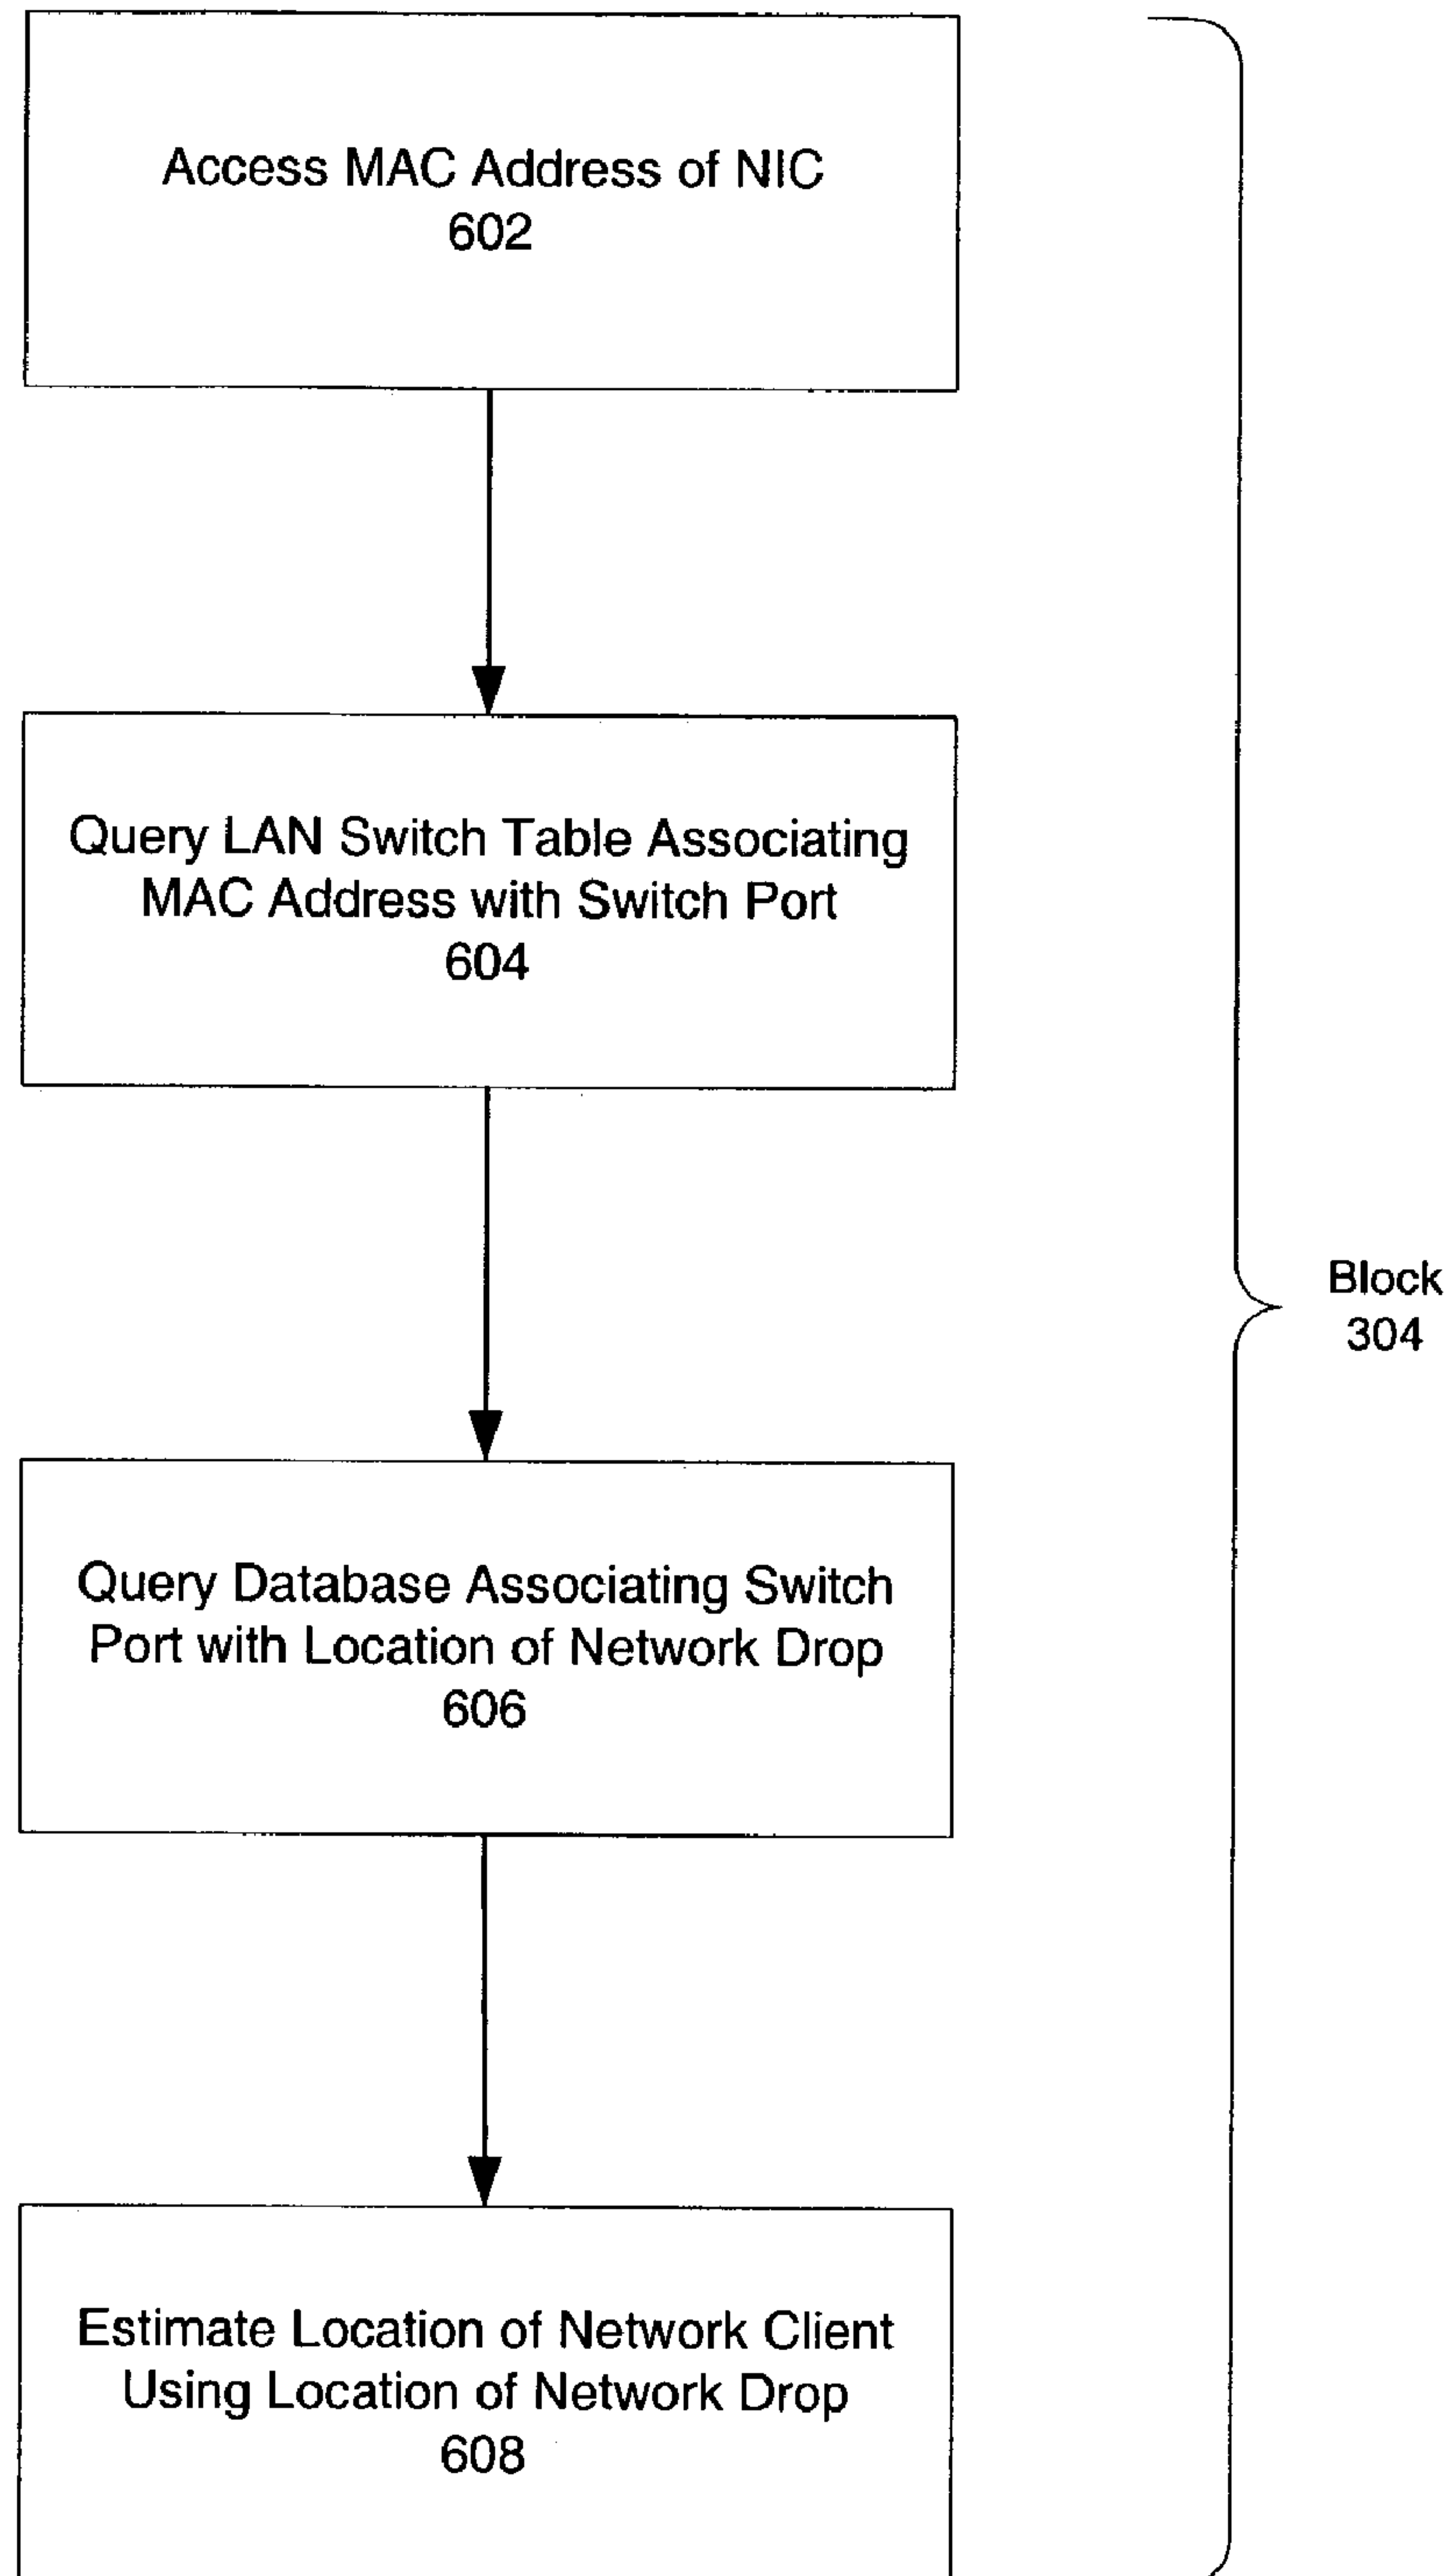 Access MAC Address of NIC
602
Query LAN Switch Table Associating
MAC Address with Switch Port
604
Query Database Associating Switch
Port with Location of Network Drop
606
Estimate Location of Network Client
Using Location of Network Drop
608
Block
304